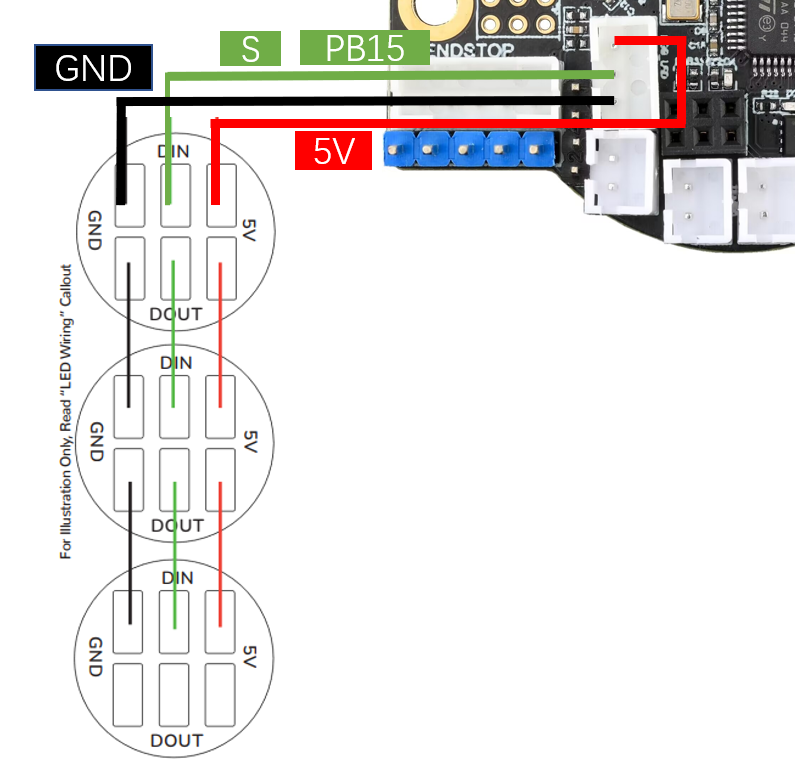 S
PB15
GND
ENDSTOP
5V
DIN
GND
5V
DOUT
For Illustration Only, Read “LED Wiring” Callout
DIN
GND
5V
DOUT
DIN
GND
5V
DOUT